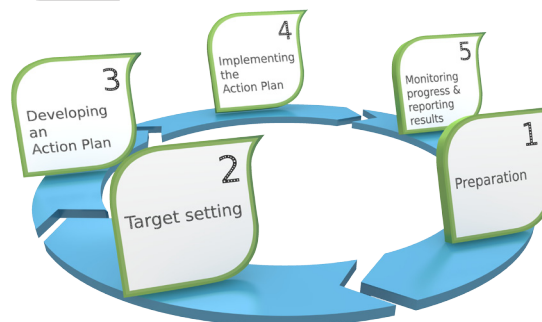 1
Preparation
2
Target setting
3
Developing
an
Action Plan
4
Implementing
the
Action Plan
5
Monitoring
progress &
reporting
results